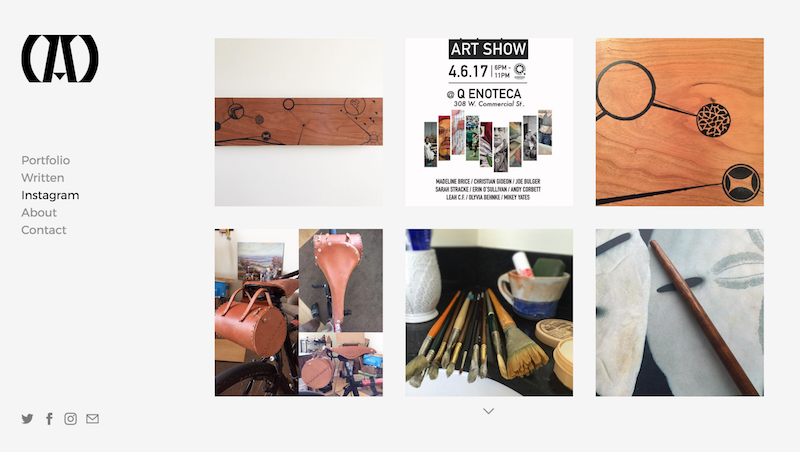 Portfolio
Written
Instagram
About
Contact
ART SHOW
4.6.17 | 6PM - 11PM
@ Q ENOTECA
308 W. Commercial St.
MADELINE BRICE / CHRISTIAN GIDEON / JOE BULGER
SARAH STRACKE / ERIN O'SULLIVAN / ANDY CORBETT
LEAH C.F. / OLYVIA BEHNKE / MIKEY YATES